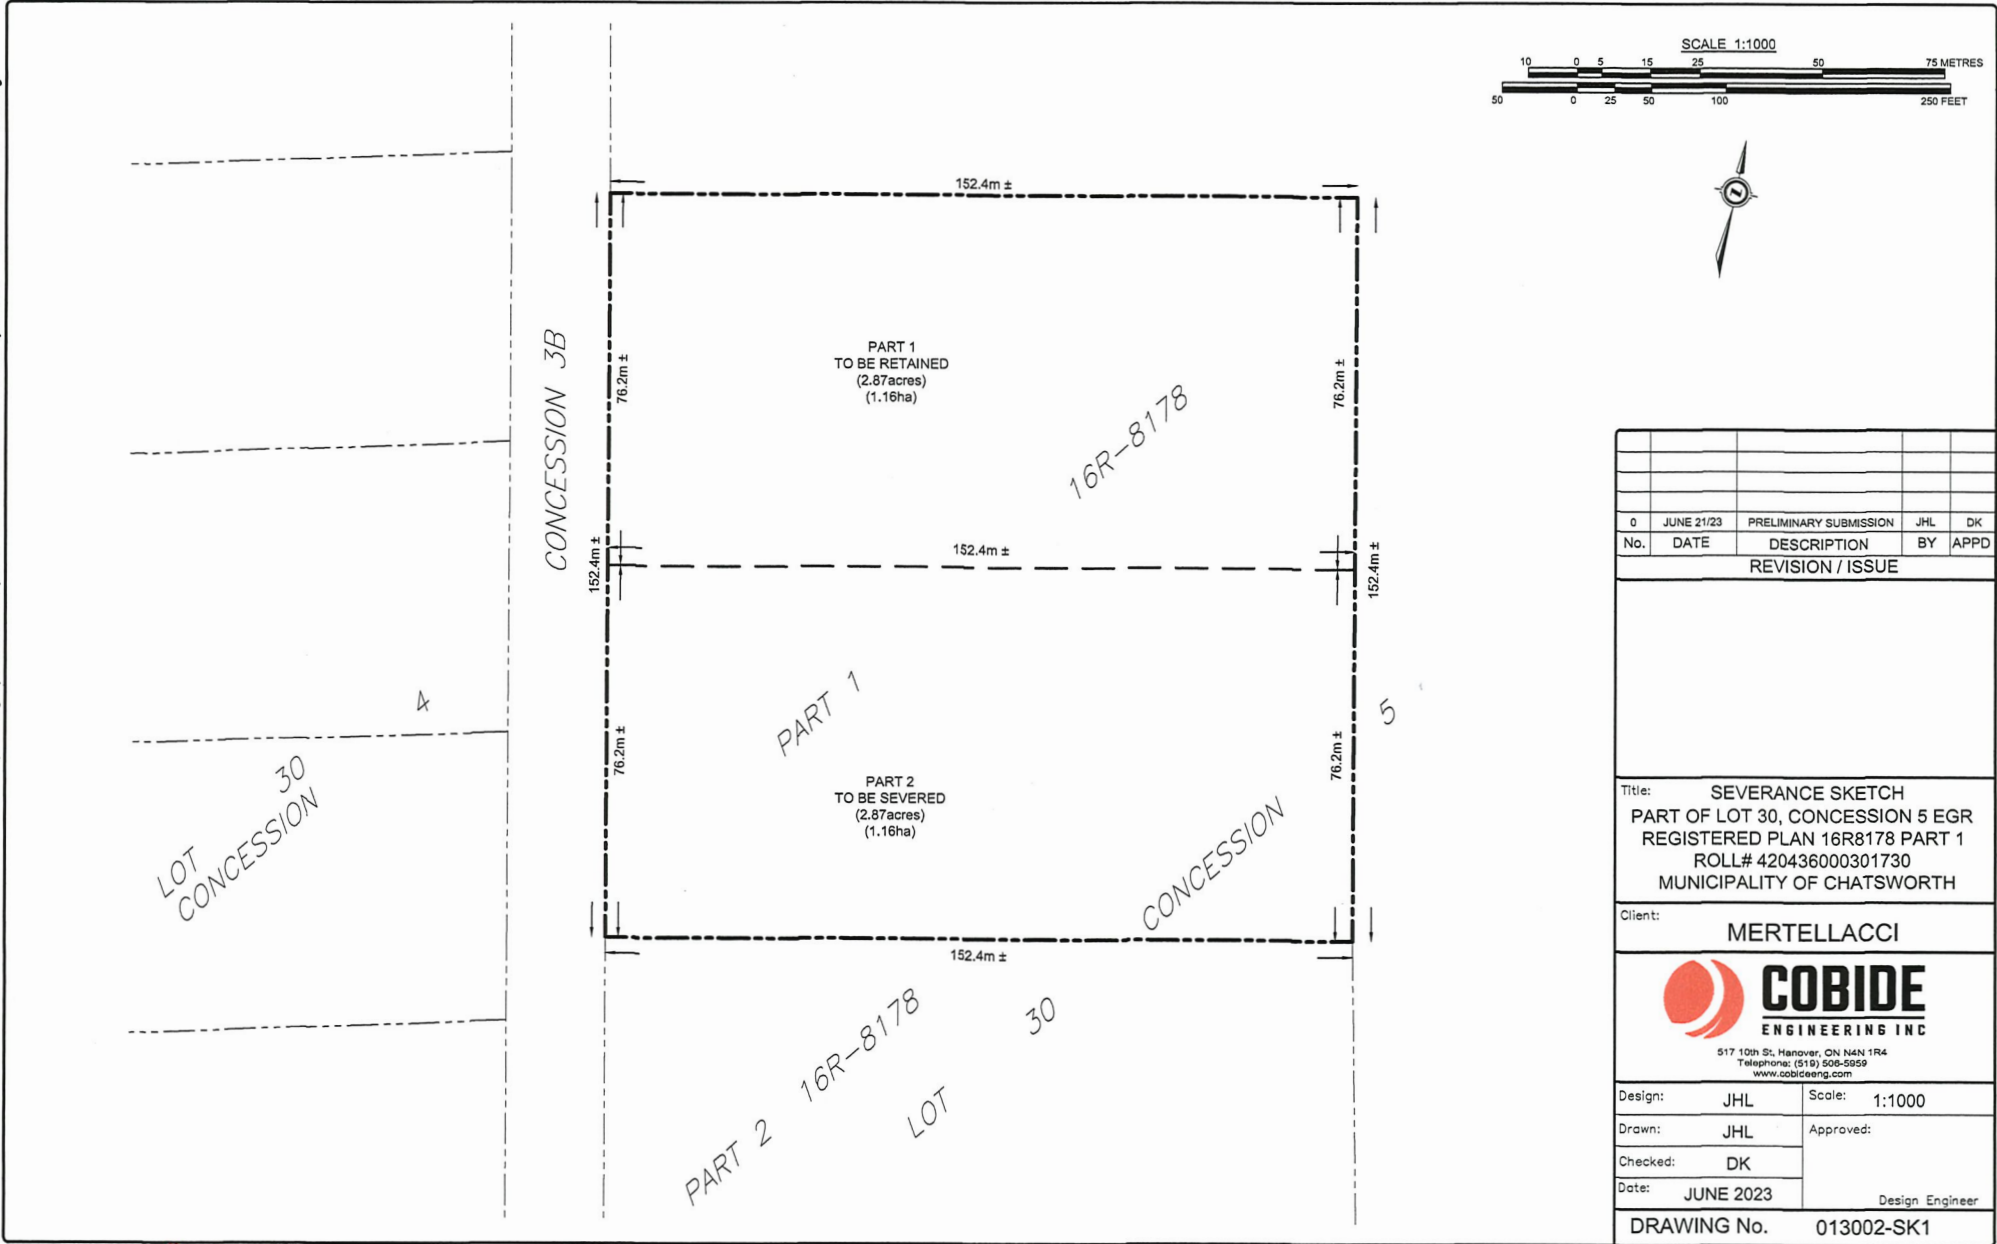 SCALE 1:1000
10 0 5 15 25 50 75 METRES
50 0 25 50 100 250 FEET
152.4m ±
CONCESSION 3B
76.2m ±
PART 1
TO BE RETAINED
(2.87acres)
(1.16ha)
76.2m ±
16R-8178
152.4m ±
152.4m ±
152.4m ±
4
LOT 30
CONCESSION
76.2m ±
PART 1
PART 2
TO BE SEVERED
(2.87acres)
(1.16ha)
76.2m ±
5
CONCESSION
152.4m ±
PART 2 16R-8178
LOT 30
0 JUNE 21/23 PRELIMINARY SUBMISSION JHL DK
No. DATE DESCRIPTION BY APPD
REVISION / ISSUE
Title: SEVERANCE SKETCH
PART OF LOT 30, CONCESSION 5 EGR
REGISTERED PLAN 16R8178 PART 1
ROLL# 420436000301730
MUNICIPALITY OF CHATSWORTH
Client:
MERTELLACCI
COBIDE
ENGINEERING INC
517 10th St, Hanover, ON N4N 1R4
Telephone: (519) 506-5959
www.cobideeng.com
Design: JHL Scale: 1:1000
Drawn: JHL Approved:
Checked: DK
Date: JUNE 2023 Design Engineer
DRAWING No. 013002-SK1